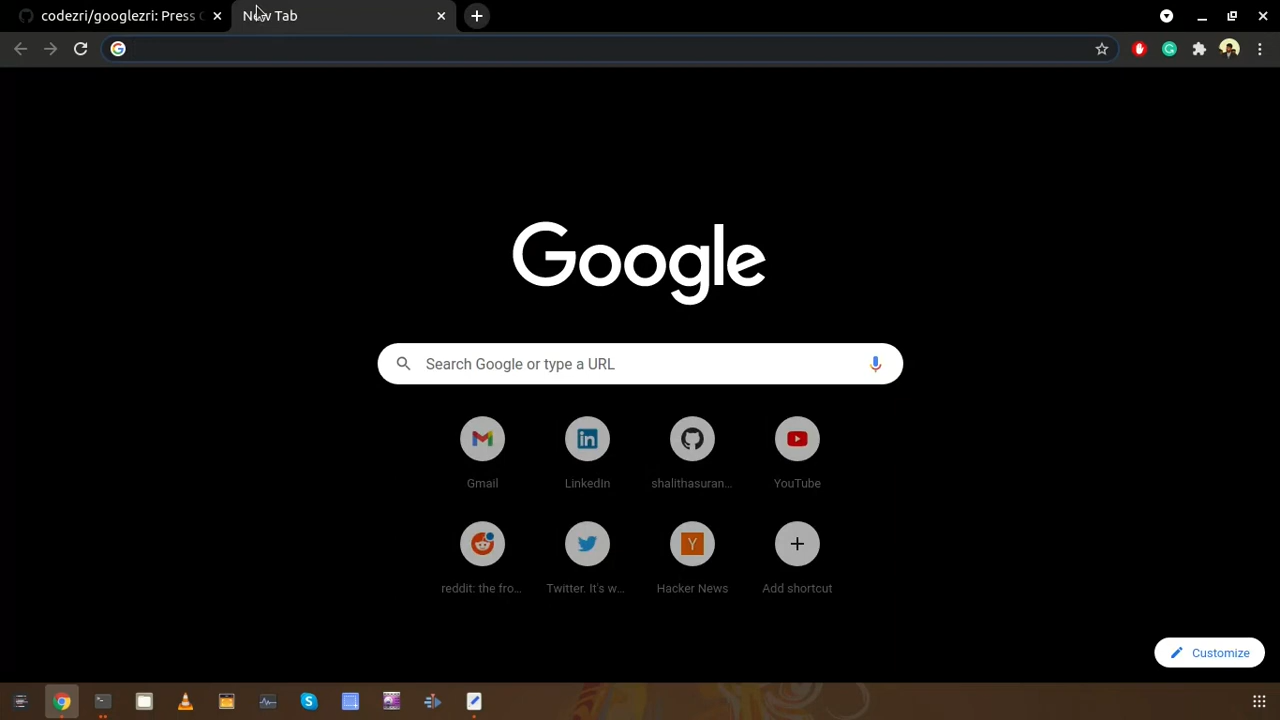 codezri/googlezri: Press
New Tab
Google
Search Google or type a URL
Gmail
LinkedIn
shalithasuran...
YouTube
reddit: the fro...
Twitter. It's w...
Hacker News
Add shortcut
Customize